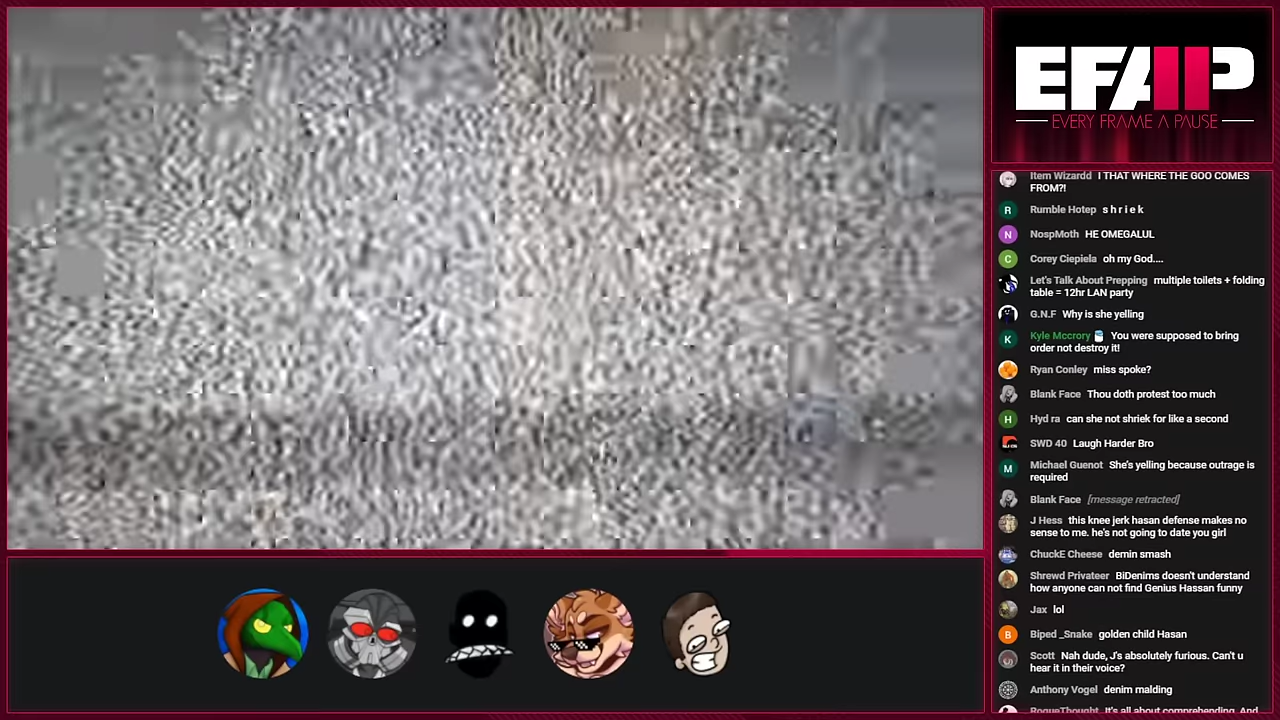 EFAP
EVERY FRAME A PAUSE
Item Wizardd I THAT WHERE THE GOO COMES
FROM?!
R
Rumble Hotep s h r i e k
N
NospMoth HE OMEGALUL
C
Corey Ciepiela oh my God....
Let's Talk About Prepping multiple toilets + folding
table = 12hr LAN party
G.N.F Why is she yelling
K
Kyle Mccrory You were supposed to bring
order not destroy it!
Ryan Conley miss spoke?
Blank Face Thou doth protest too much
H
Hyd ra can she not shriek for like a second
SWD 40 Laugh Harder Bro
M
Michael Guenot She's yelling because outrage is
required
Blank Face [message retracted]
J Hess this knee jerk hasan defense makes no
sense to me. he's not going to date you girl
ChuckE Cheese demin smash
Shrewd Privateer BiDenims doesn't understand
how anyone can not find Genius Hassan funny
Jax lol
B
Biped _Snake golden child Hasan
Scott Nah dude, J's absolutely furious. Can't u
hear it in their voice?
Anthony Vogel denim malding
RogueThought It's all about comprehending. And